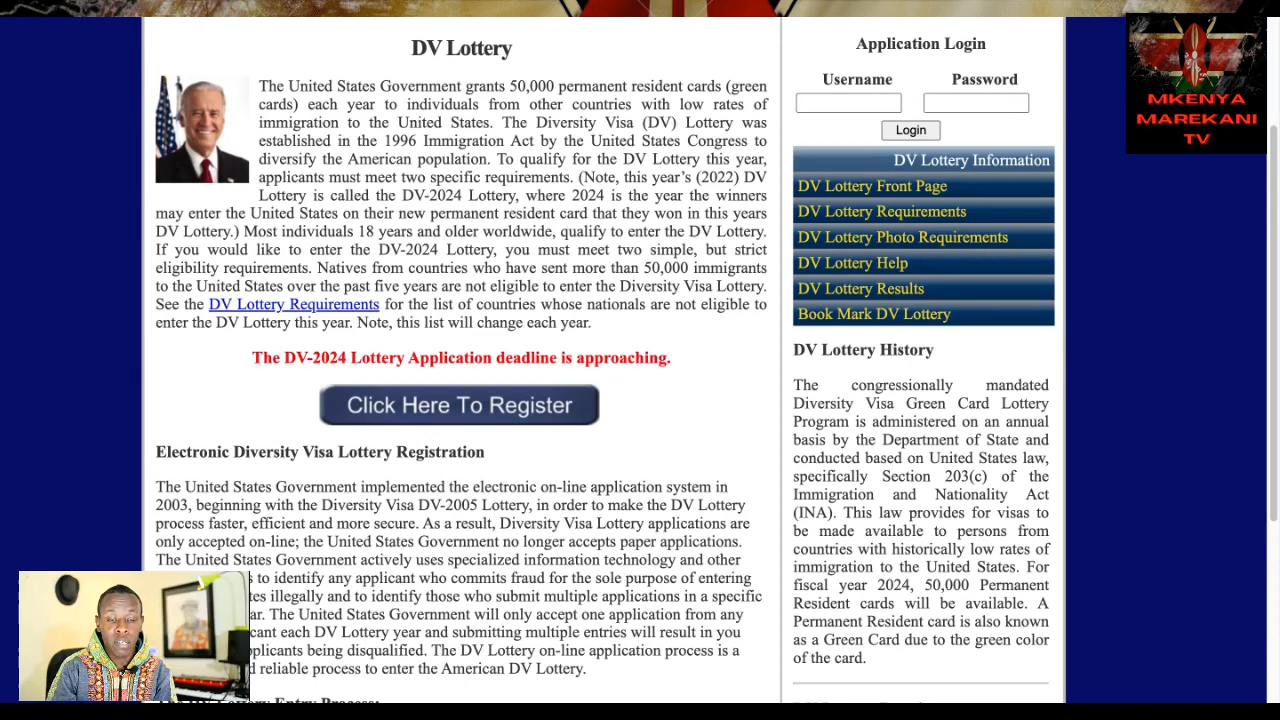 DV Lottery
The United States Government grants 50,000 permanent resident cards (green
cards) each year to individuals from other countries with low rates of
immigration to the United States. The Diversity Visa (DV) Lottery was
established in the 1996 Immigration Act by the United States Congress to
diversify the American population. To qualify for the DV Lottery this year,
applicants must meet two specific requirements. (Note, this year's (2022) DV
Lottery is called the DV-2024 Lottery, where 2024 is the year the winners
may enter the United States on their new permanent resident card that they won in this years
DV Lottery.) Most individuals 18 years and older worldwide, qualify to enter the DV Lottery.
If you would like to enter the DV-2024 Lottery, you must meet two simple, but strict
eligibility requirements. Natives from countries who have sent more than 50,000 immigrants
to the United States over the past five years are not eligible to enter the Diversity Visa Lottery.
See the DV Lottery Requirements for the list of countries whose nationals are not eligible to
enter the DV Lottery this year. Note, this list will change each year.
The DV-2024 Lottery Application deadline is approaching.
Click Here To Register
Electronic Diversity Visa Lottery Registration
The United States Government implemented the electronic on-line application system in
2003, beginning with the Diversity Visa DV-2005 Lottery, in order to make the DV Lottery
process faster, efficient and more secure. As a result, Diversity Visa Lottery applications are
only accepted on-line; the United States Government no longer accepts paper applications.
The United States Government actively uses specialized information technology and other
s to identify any applicant who commits fraud for the sole purpose of entering
tes illegally and to identify those who submit multiple applications in a specific
ar. The United States Government will only accept one application from any
cant each DV Lottery year and submitting multiple entries will result in you
plicants being disqualified. The DV Lottery on-line application process is a
d reliable process to enter the American DV Lottery.
Application Login
Username Password
Login
DV Lottery Information
DV Lottery Front Page
DV Lottery Requirements
DV Lottery Photo Requirements
DV Lottery Help
DV Lottery Results
Book Mark DV Lottery
DV Lottery History
The congressionally mandated
Diversity Visa Green Card Lottery
Program is administered on an annual
basis by the Department of State and
conducted based on United States law,
specifically Section 203(c) of the
Immigration and Nationality Act
(INA). This law provides for visas to
be made available to persons from
countries with historically low rates of
immigration to the United States. For
fiscal year 2024, 50,000 Permanent
Resident cards will be available. A
Permanent Resident card is also known
as a Green Card due to the green color
of the card.
MKENYA
MAREKANI
TV